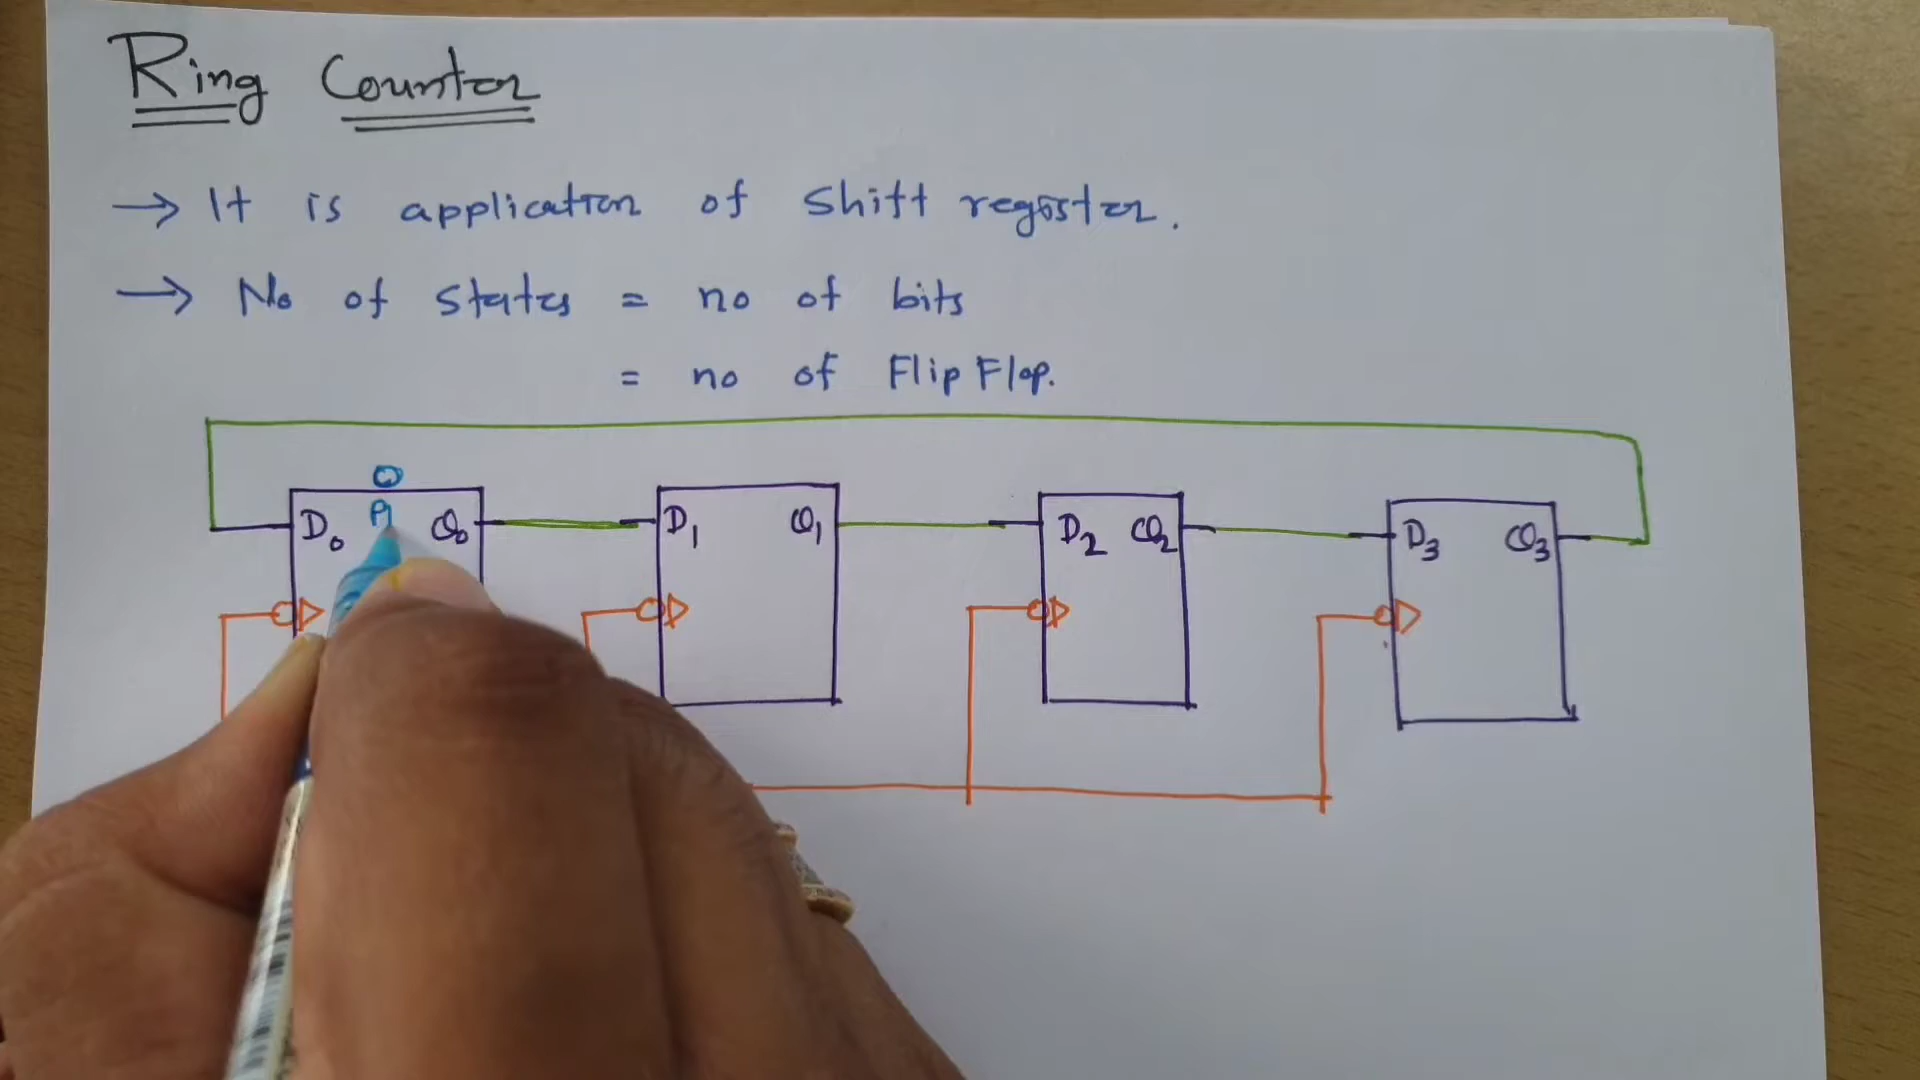 Ring Counter
→ It is application of Shift register.
→ No of states = no of bits
= no of Flip Flop.
D₀ Q₀ D₁ Q₁ D₂ Q₂ D₃ Q₃